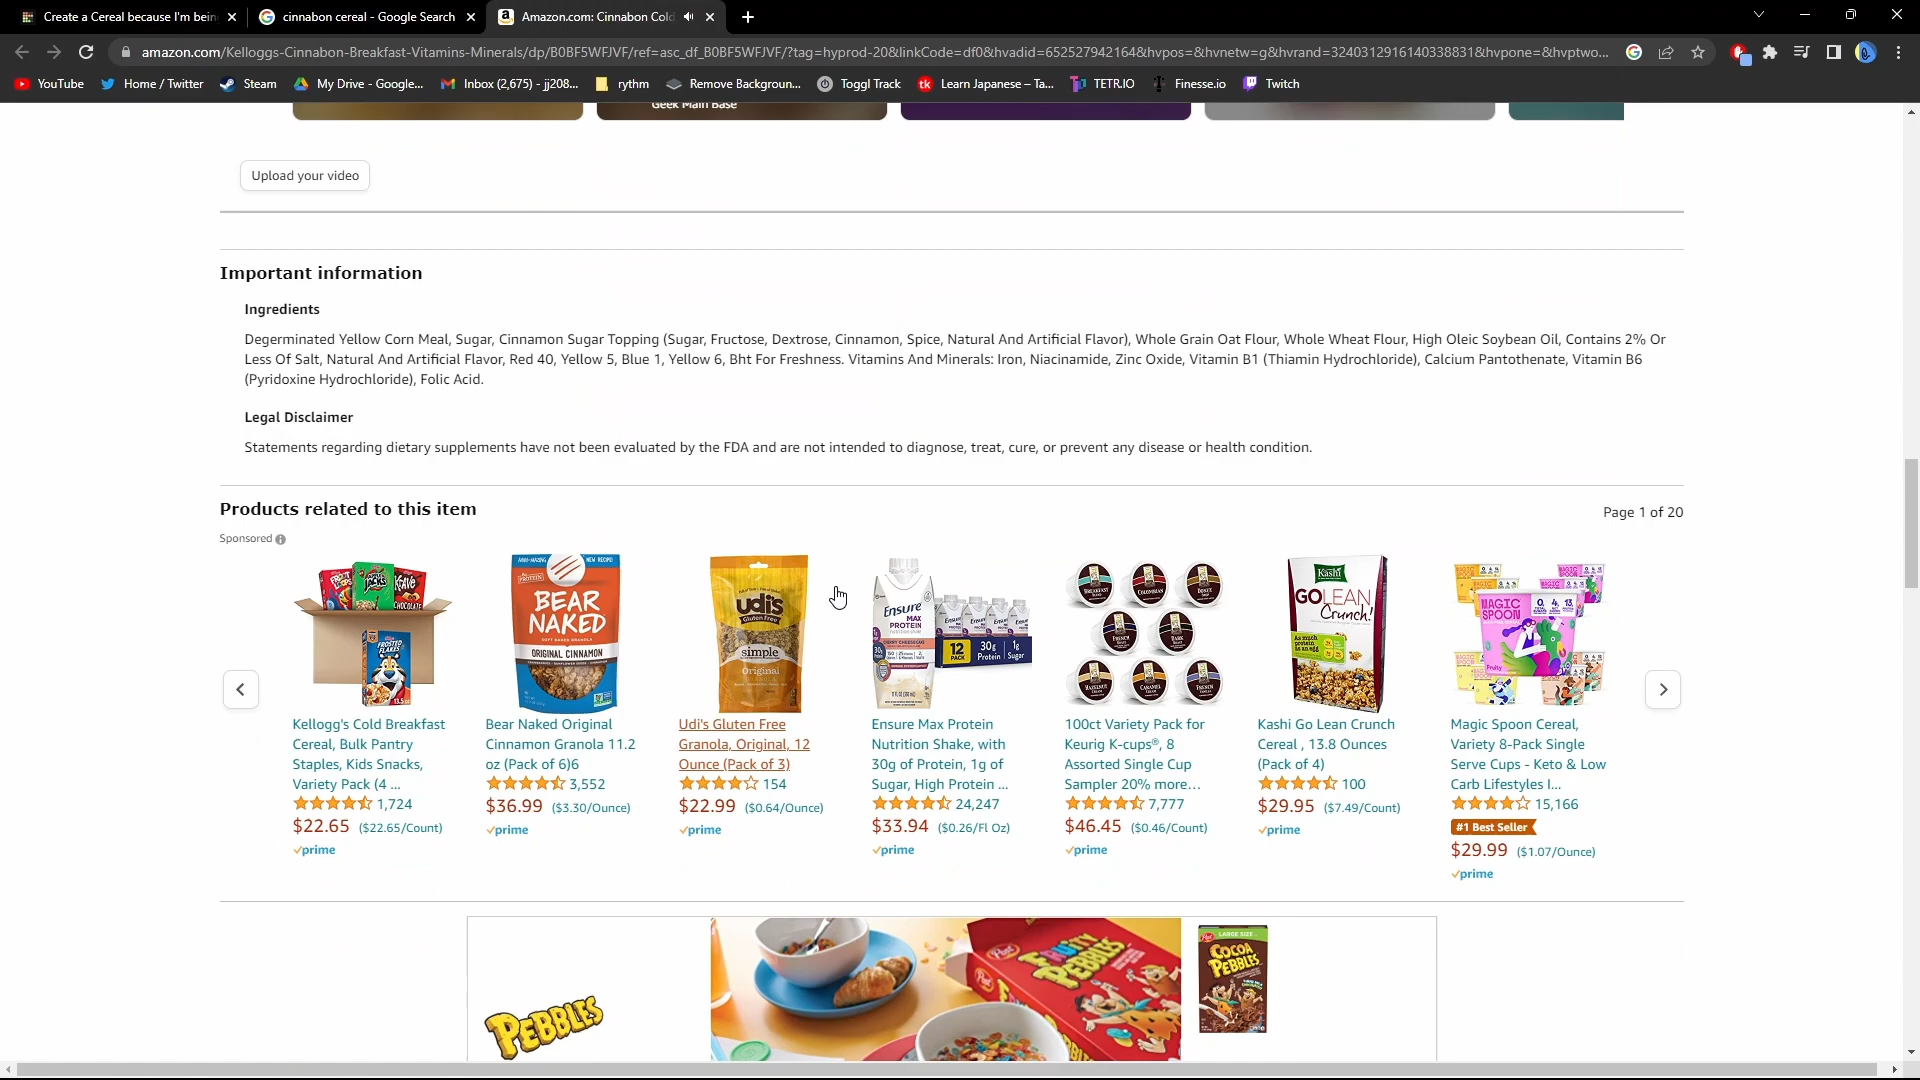 Create a Cereal because I'm bein
cinnabon cereal - Google Search
Amazon.com: Cinnabon Cold
amazon.com/Kelloggs-Cinnabon-Breakfast-Vitamins-Minerals/dp/B0BF5WFJVF/ref=asc_df_B0BF5WFJVF/?tag=hyprod-20&linkCode=df0&hvadid=652527942164&hvpos=&hvnetw=g&hvrand=3240312916140338831&hvpone=&hvptwo...
YouTube Home / Twitter Steam My Drive - Google... Inbox (2,675) - jj208... rythm Remove Backgroun... Toggl Track Learn Japanese – Ta... TETR.IO Finesse.io Twitch
Geek Main Base
Upload your video
Important information
Ingredients
Degerminated Yellow Corn Meal, Sugar, Cinnamon Sugar Topping (Sugar, Fructose, Dextrose, Cinnamon, Spice, Natural And Artificial Flavor), Whole Grain Oat Flour, Whole Wheat Flour, High Oleic Soybean Oil, Contains 2% Or
Less Of Salt, Natural And Artificial Flavor, Red 40, Yellow 5, Blue 1, Yellow 6, Bht For Freshness. Vitamins And Minerals: Iron, Niacinamide, Zinc Oxide, Vitamin B1 (Thiamin Hydrochloride), Calcium Pantothenate, Vitamin B6
(Pyridoxine Hydrochloride), Folic Acid.
Legal Disclaimer
Statements regarding dietary supplements have not been evaluated by the FDA and are not intended to diagnose, treat, cure, or prevent any disease or health condition.
Products related to this item
Page 1 of 20
Sponsored
Kellogg's Cold Breakfast
Cereal, Bulk Pantry
Staples, Kids Snacks,
Variety Pack (4 ...
1,724
$22.65 ($22.65/Count)
prime
BEAR
NAKED
ORIGINAL CINNAMON
Bear Naked Original
Cinnamon Granola 11.2
oz (Pack of 6)6
3,552
$36.99 ($3.30/Ounce)
prime
udi's
Gluten Free
simple
Original
Udi's Gluten Free
Granola, Original, 12
Ounce (Pack of 3)
154
$22.99 ($0.64/Ounce)
prime
Ensure
MAX
PROTEIN
12
PACK
30g
Protein
1g
Sugar
Ensure Max Protein
Nutrition Shake, with
30g of Protein, 1g of
Sugar, High Protein ...
24,247
$33.94 ($0.26/Fl Oz)
prime
100ct Variety Pack for
Keurig K-cups®, 8
Assorted Single Cup
Sampler 20% more...
7,777
$46.45 ($0.46/Count)
prime
Kashi
GOLEAN
Crunch!
Kashi Go Lean Crunch
Cereal , 13.8 Ounces
(Pack of 4)
100
$29.95 ($7.49/Count)
prime
MAGIC
SPOON
Fruity
Magic Spoon Cereal,
Variety 8-Pack Single
Serve Cups - Keto & Low
Carb Lifestyles I...
15,166
#1 Best Seller
$29.99 ($1.07/Ounce)
prime
PEBBLES
FRUITY
PEBBLES
Post
LARGE SIZE
COCOA
PEBBLES